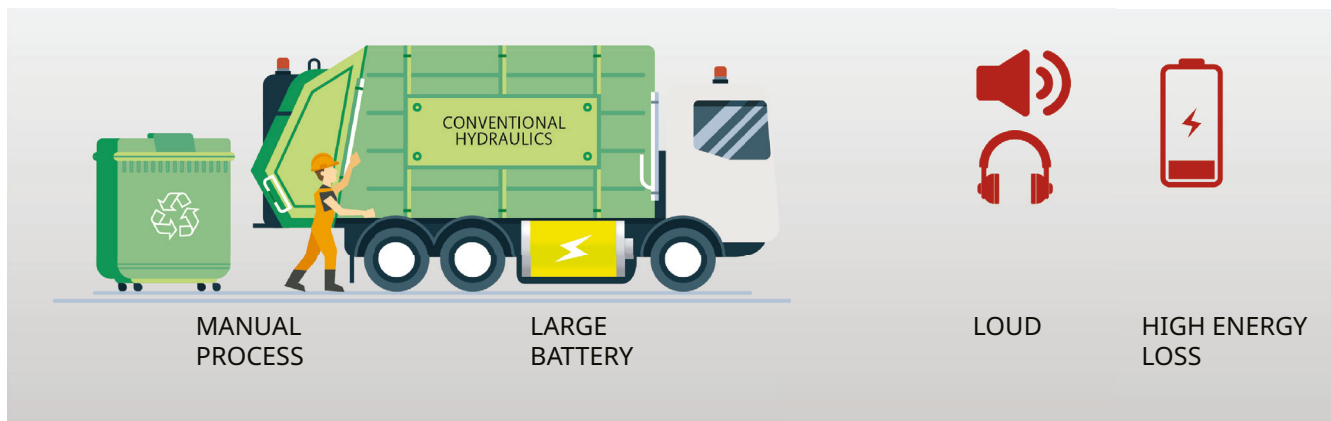 CONVENTIONAL
HYDRAULICS
MANUAL
PROCESS
LARGE
BATTERY
LOUD
HIGH ENERGY
LOSS